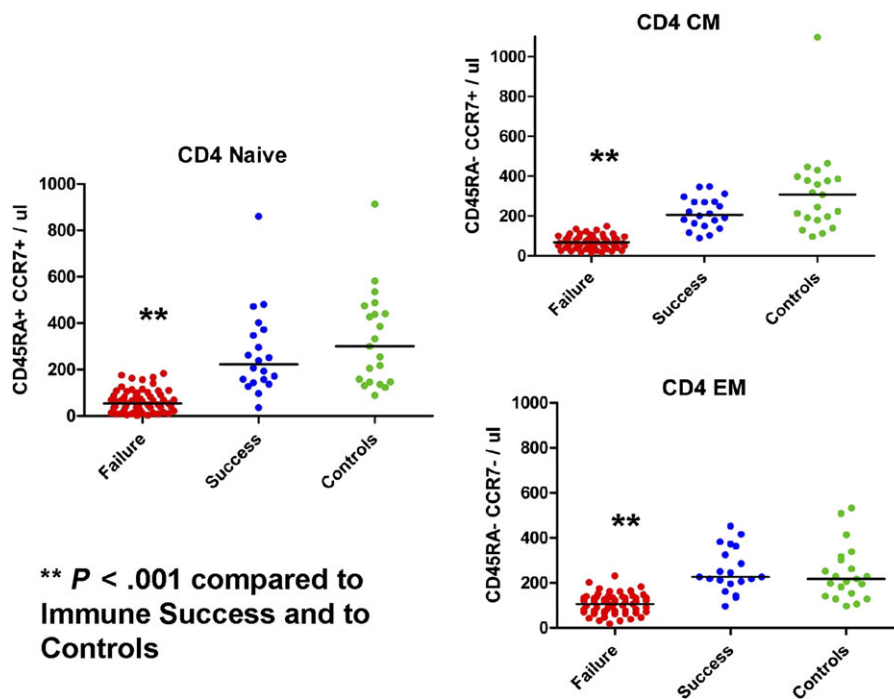 CD4 Naive
CD45RA+ CCR7+ / ul
1000
800
600
400
200
0
**
Failure
Success
Controls
CD4 CM
CD45RA- CCR7+ / ul
1000
800
600
400
200
0
**
Failure
Success
Controls
CD4 EM
CD45RA- CCR7- / ul
1000
800
600
400
200
0
**
Failure
Success
Controls
** P < .001 compared to
Immune Success and to
Controls